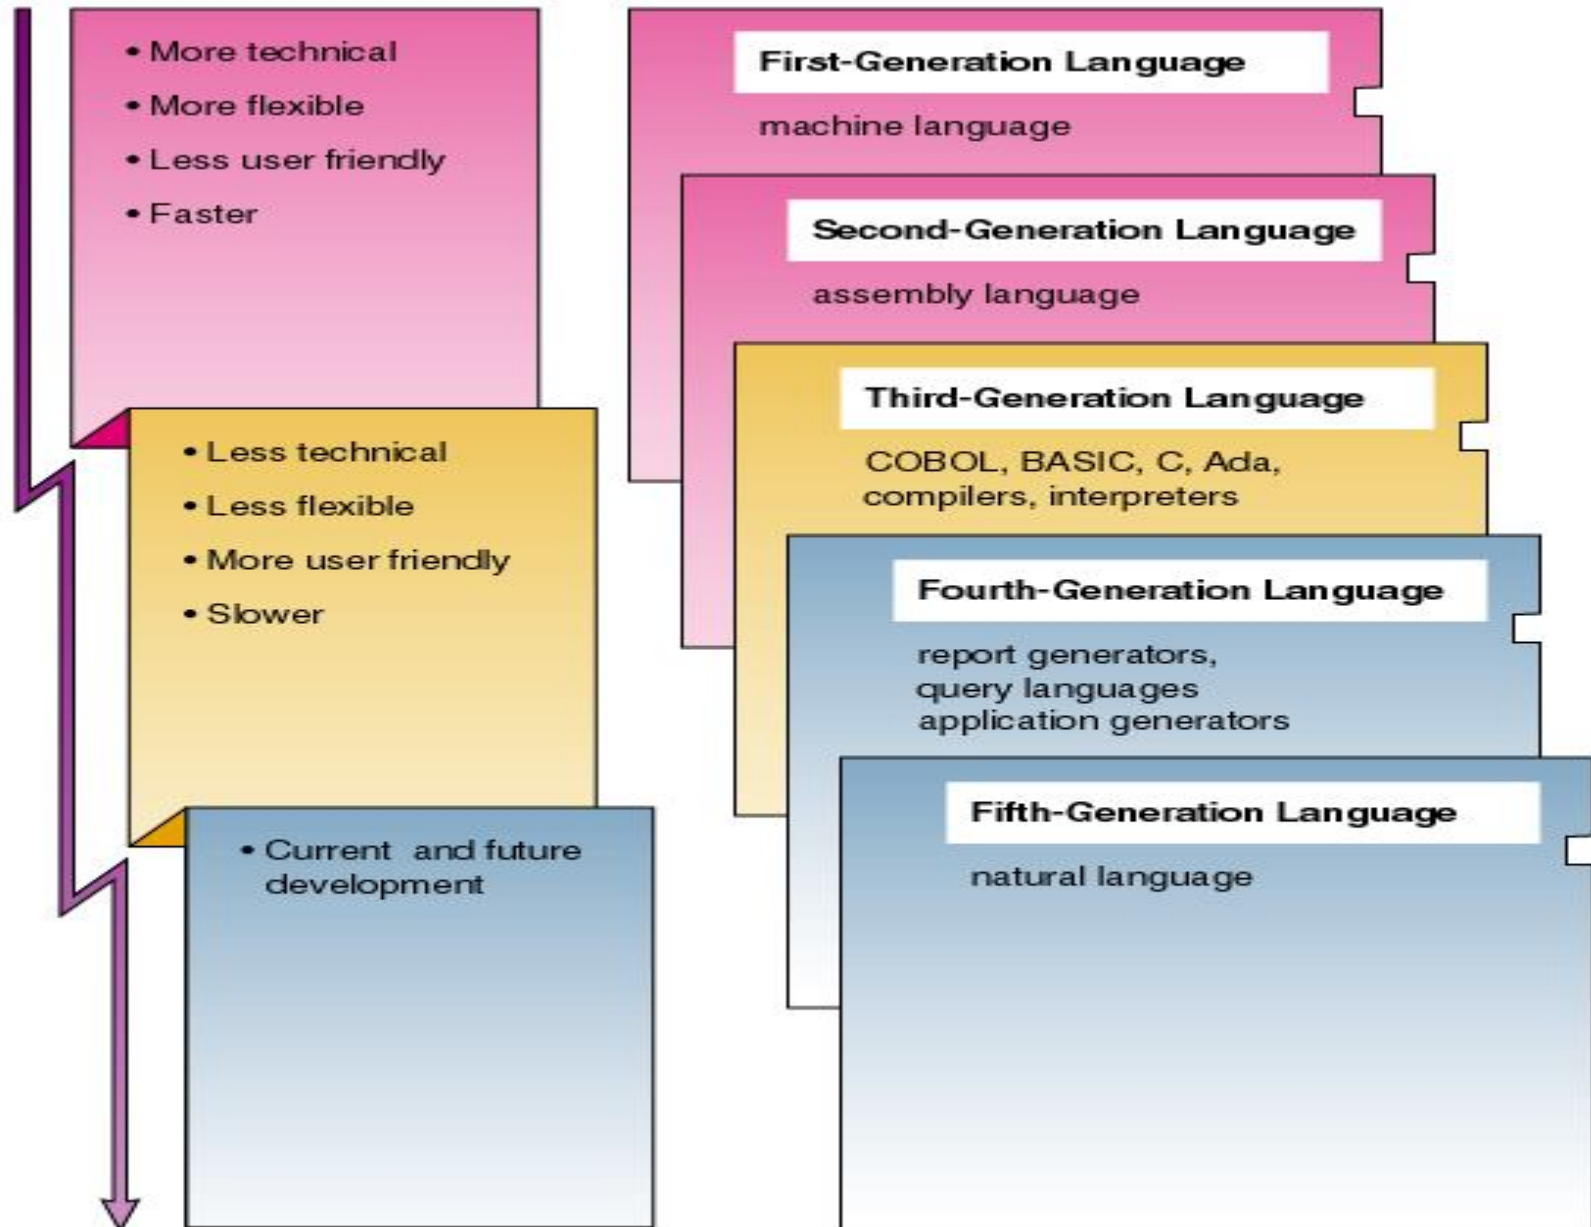 • More technical
• More flexible
• Less user friendly
• Faster
• Less technical
• Less flexible
• More user friendly
• Slower
• Current and future
development
First-Generation Language
machine language
Second-Generation Language
assembly language
Third-Generation Language
COBOL, BASIC, C, Ada,
compilers, interpreters
Fourth-Generation Language
report generators,
query languages
application generators
Fifth-Generation Language
natural language